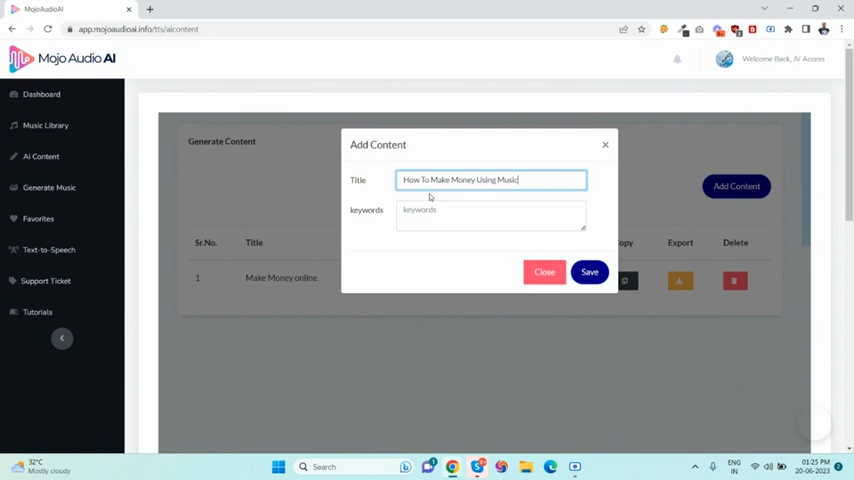 MojoAudioAI
app.mojoaudioai.info/tts/aicontent
Mojo Audio AI
Welcome Back, JV Access
Dashboard
Music Library
Ai Content
Generate Music
Favorites
Text-to-Speech
Support Ticket
Tutorials
Generate Content
Add Content
Sr.No.
Title
Copy
Export
Delete
1
Make Money online
Add Content
×
Title
How To Make Money Using Music
keywords
keywords
Close
Save
32°C
Mostly cloudy
Search
ENG
IN
01:25 PM
20-06-2023